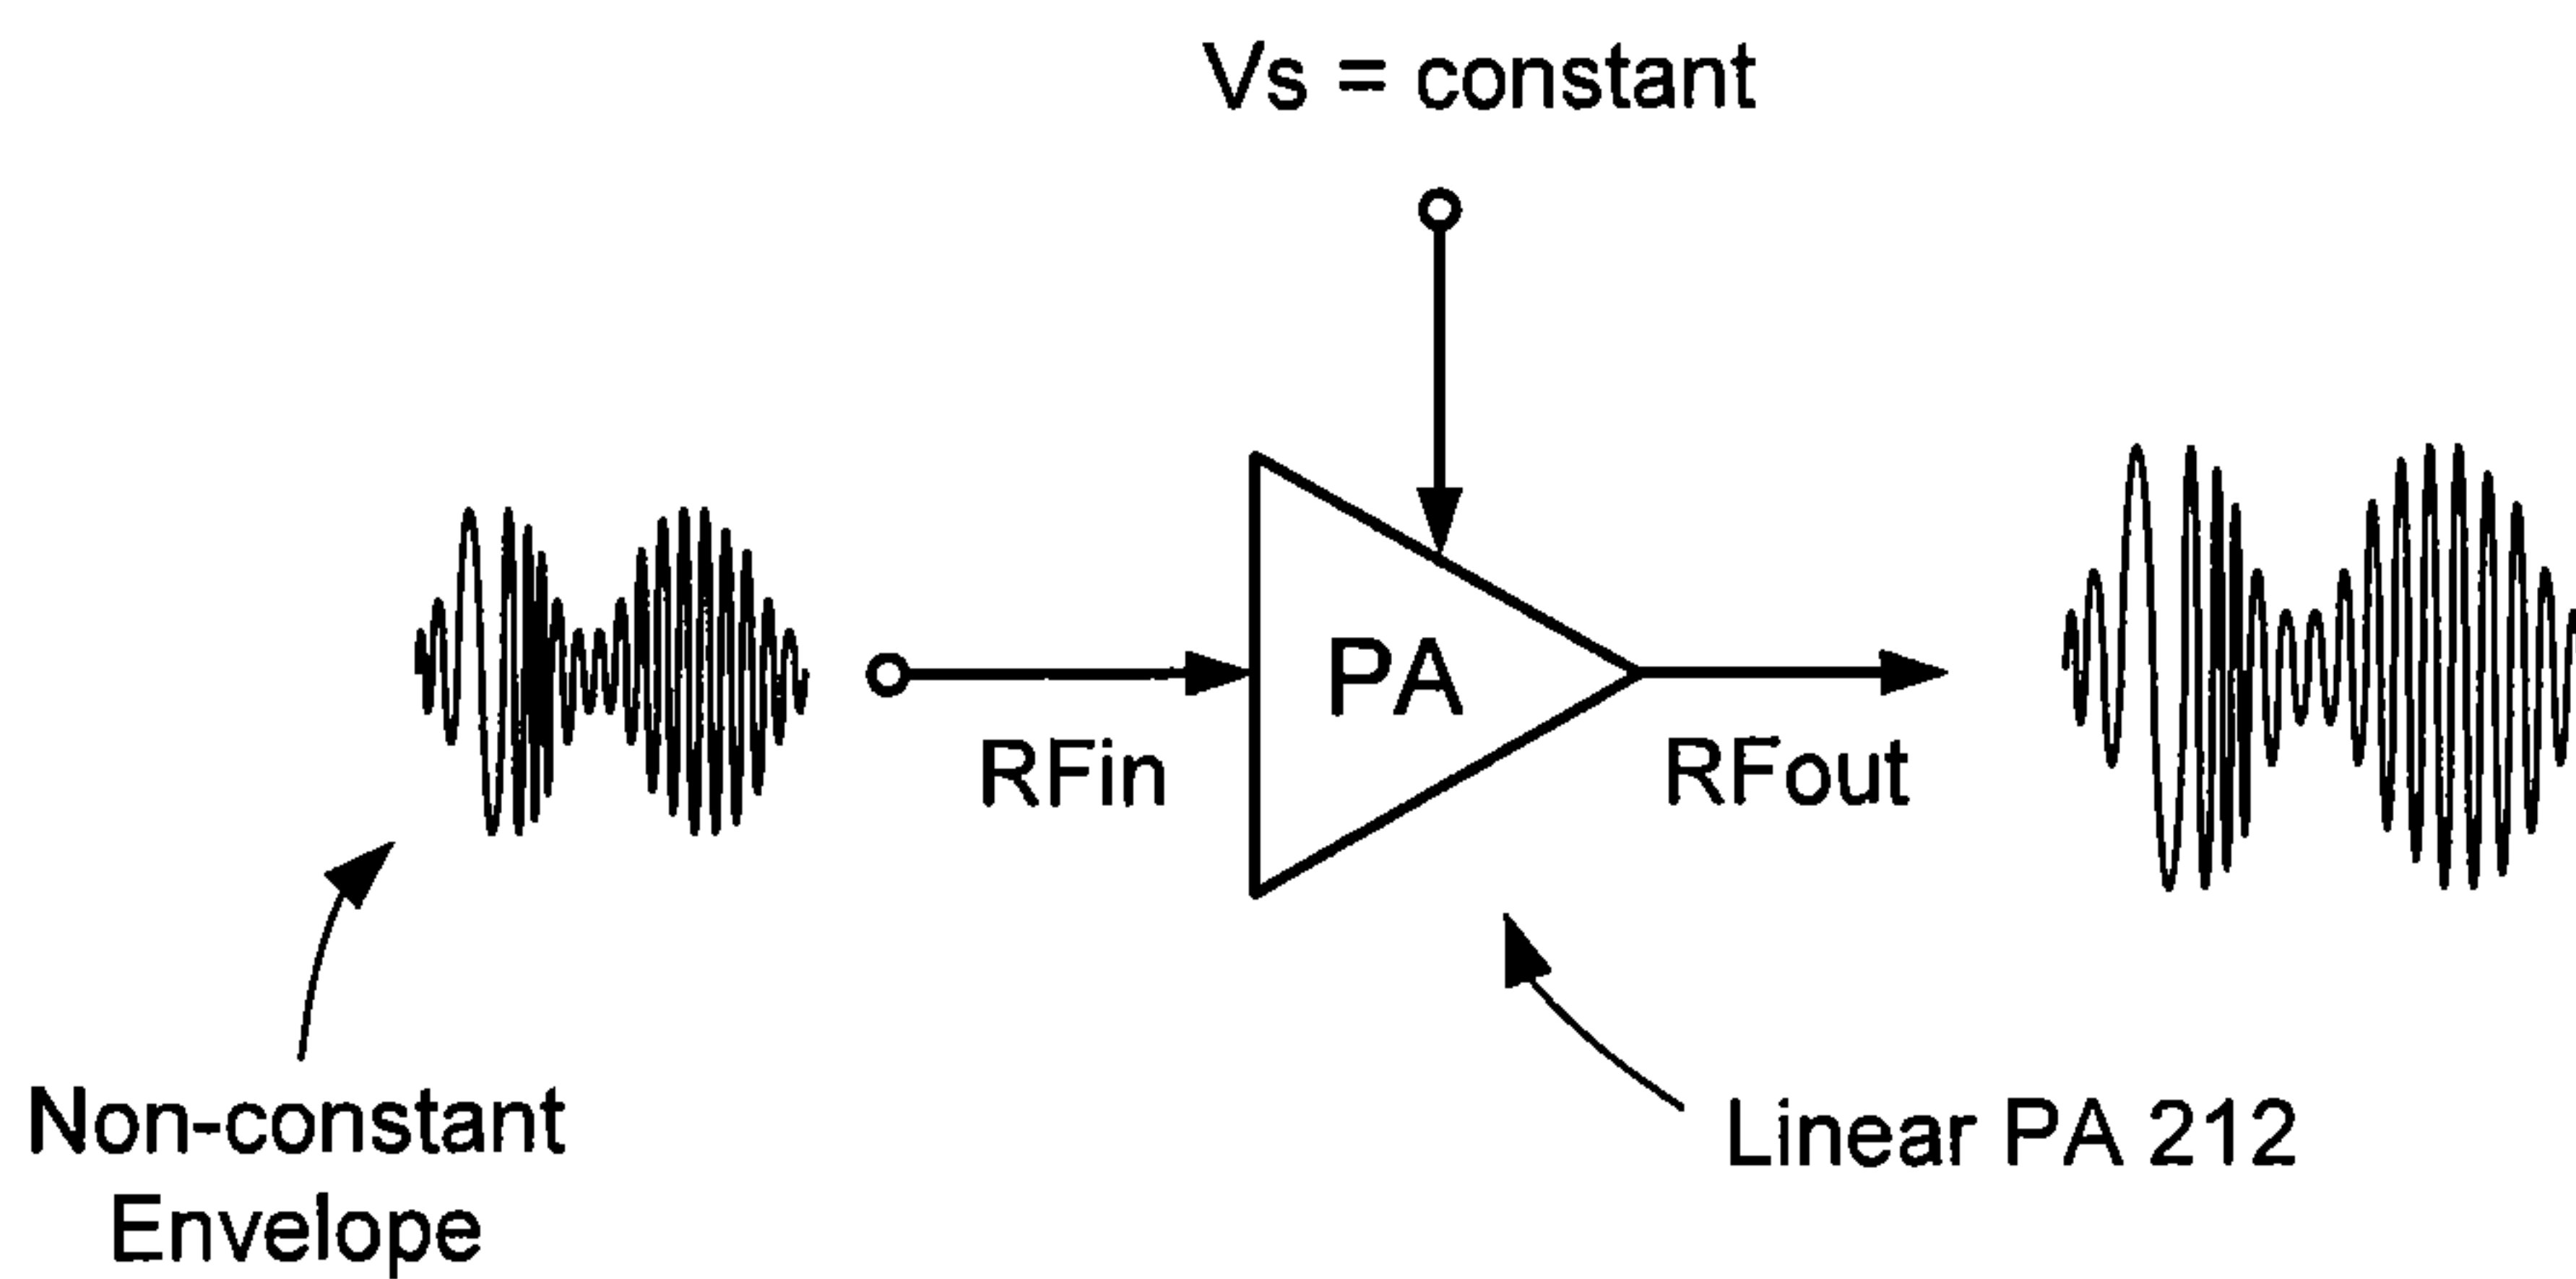 Vs = constant
PA
RFin
RFout
Non-constant
Envelope
Linear PA 212